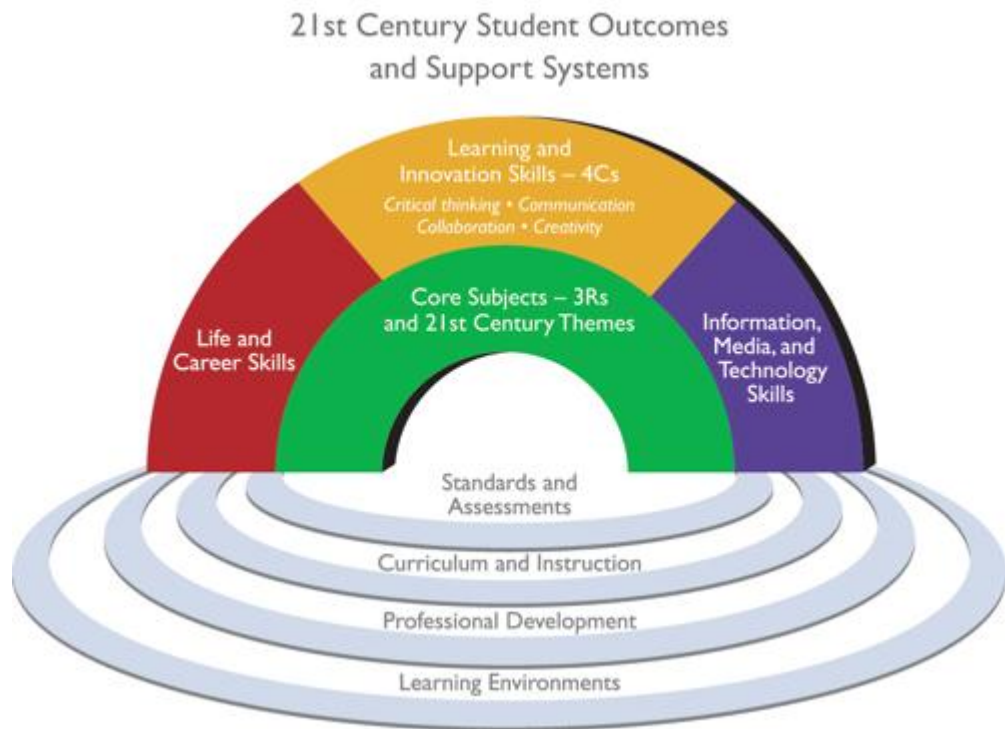 21st Century Student Outcomes
and Support Systems
Learning and
Innovation Skills – 4Cs
Critical thinking • Communication
Collaboration • Creativity
Core Subjects – 3Rs
and 21st Century Themes
Life and
Career Skills
Information,
Media, and
Technology
Skills
Standards and
Assessments
Curriculum and Instruction
Professional Development
Learning Environments